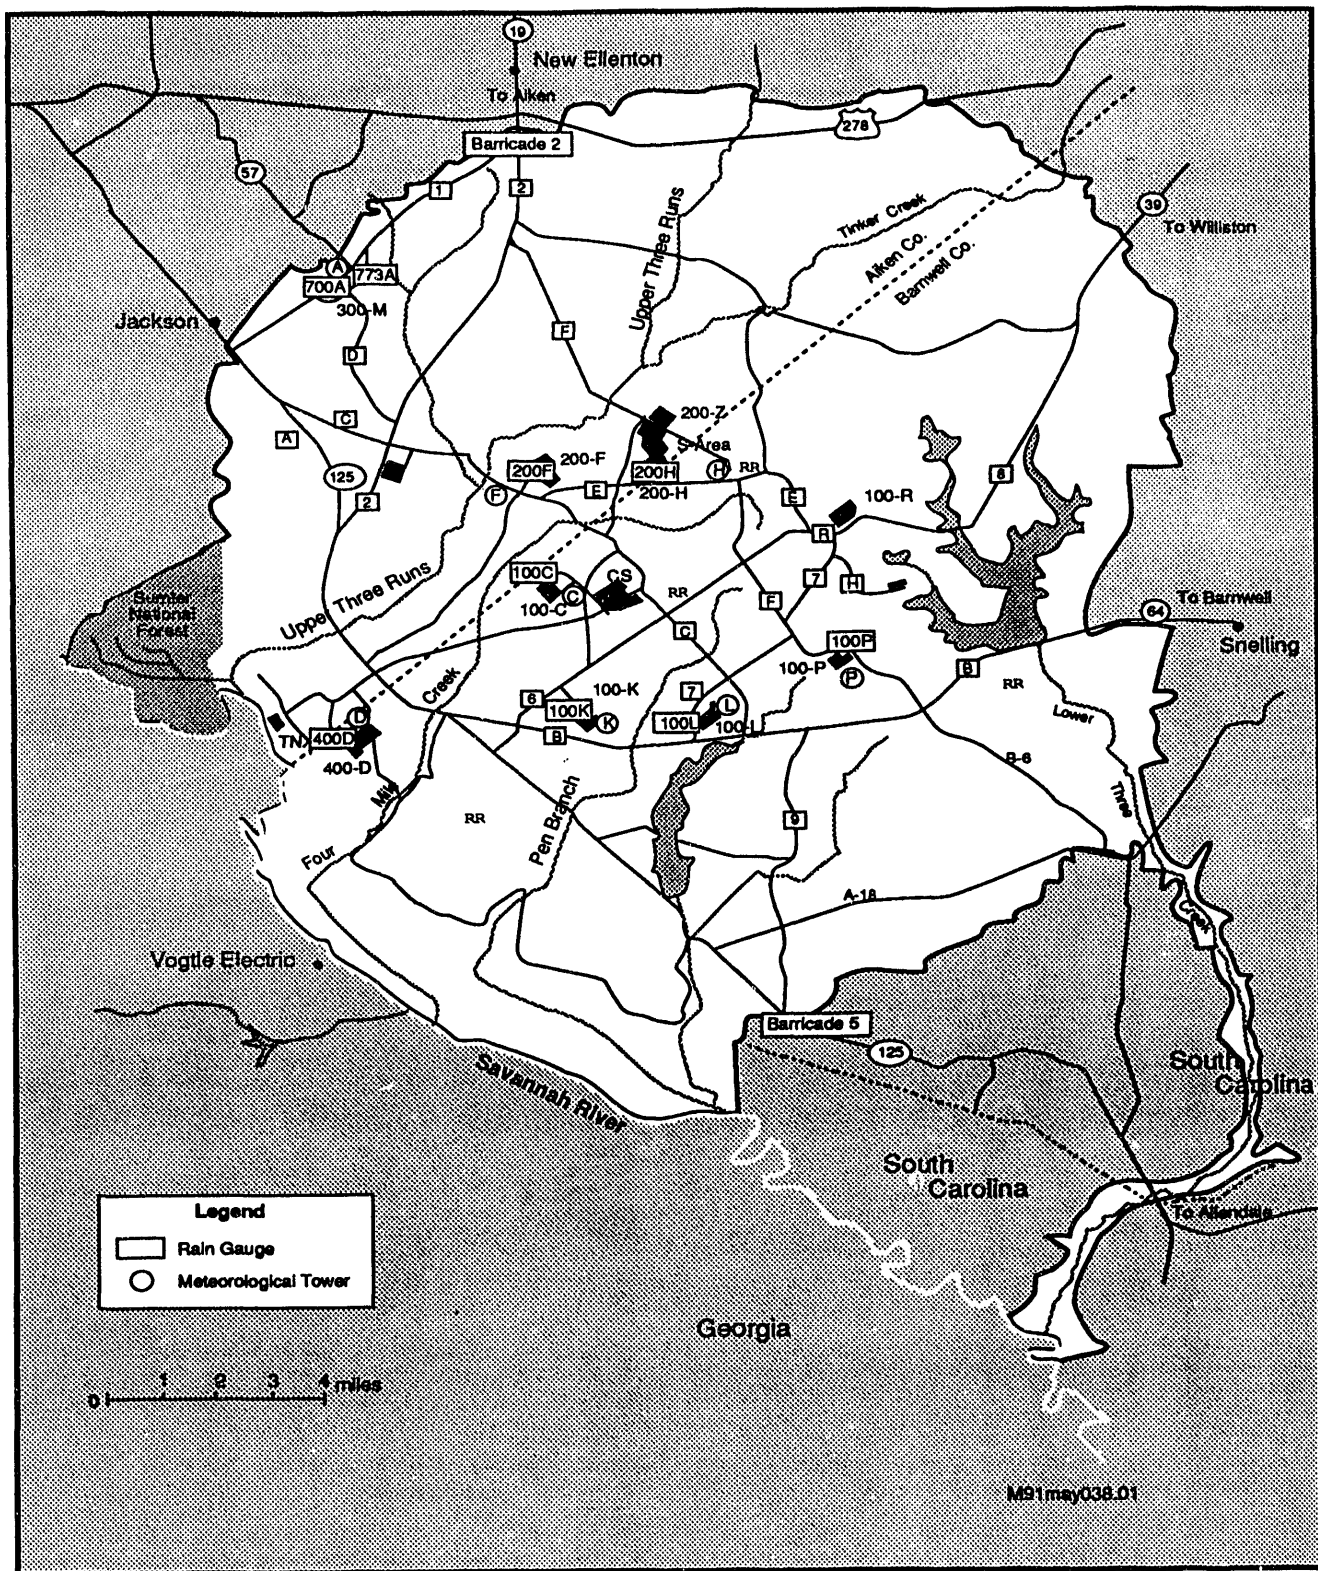 19
New Ellenton
To Aiken
278
Barricade 2
57
1
2
39
To Williston
Upper Three Runs
Tinker Creek
Aiken Co.
Barnwell Co.
A
773A
700A
300-M
Jackson
F
D
C
A
200-Z
S-Area
125
200F
200-F
200H
H
RR
8
2
F
E
200-H
E
100-R
R
100C
CS
RR
7
H
Upper Three Runs
100-C
C
F
64
To Barnwell
Sumter
National
Forest
C
100P
Snelling
100-P
P
B
RR
Creek
6
100-K
7
100K
K
100L
L
100-L
Lower
D
TNX
400D
400-D
B
B-6
Mile
Three
RR
Pen Branch
9
Four
A-18
Creek
Vogtle Electric
Barricade 5
125
Savannah River
South
Carolina
South
Carolina
To Allendale
Legend
Rain Gauge
Meteorological Tower
Georgia
0 1 2 3 4 miles
M91may038.01